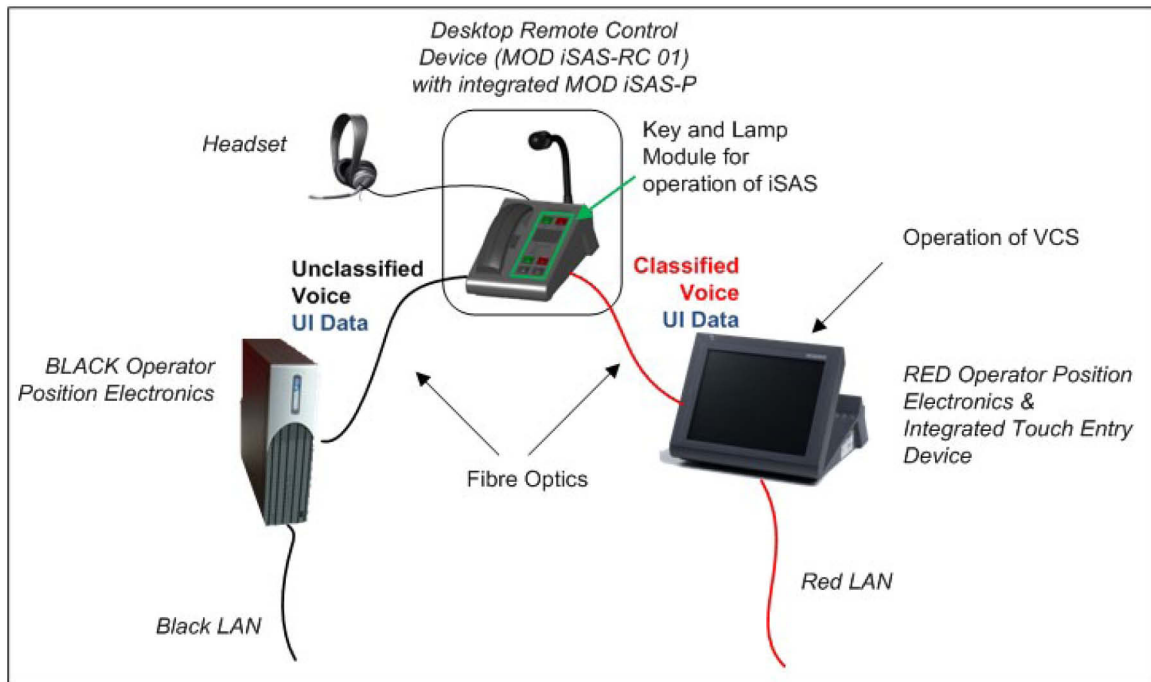 Desktop Remote Control
Device (MOD iSAS-RC 01)
with integrated MOD iSAS-P
Headset
Key and Lamp
Module for
operation of iSAS
Operation of VCS
Unclassified
Voice
UI Data
Classified
Voice
UI Data
BLACK Operator
Position Electronics
RED Operator Position
Electronics &
Integrated Touch Entry
Device
Fibre Optics
Red LAN
Black LAN